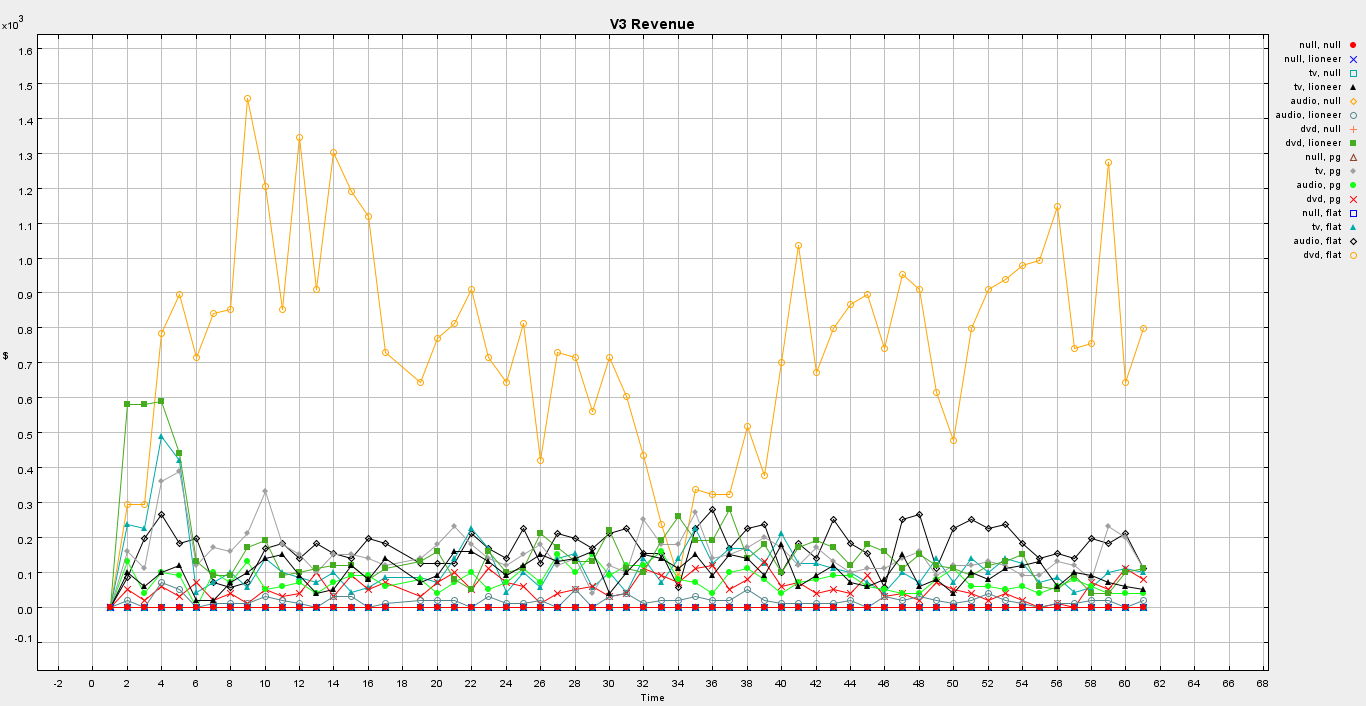 V3 Revenue
×10³
1.6
1.5
1.4
1.3
1.2
1.1
1.0
0.9
0.8
0.7
0.6
0.5
0.4
0.3
0.2
0.1
0.0
-0.1
$
-2 0 2 4 6 8 10 12 14 16 18 20 22 24 26 28 30 32 34 36 38 40 42 44 46 48 50 52 54 56 58 60 62 64 66 68
Time
null, null
null, lioneer
tv, null
tv, lioneer
audio, null
audio, lioneer
dvd, null
dvd, lioneer
null, pg
tv, pg
audio, pg
dvd, pg
null, flat
tv, flat
audio, flat
dvd, flat